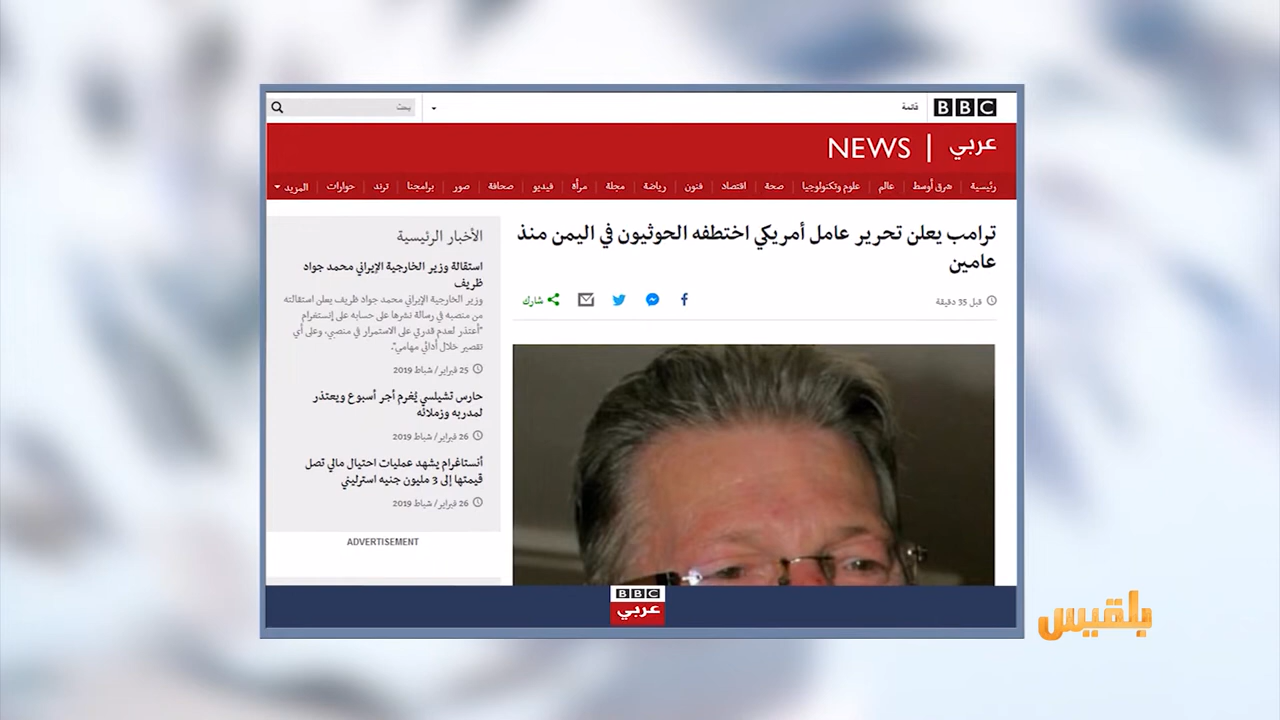 BBC
قائمة
بحث
عربي | NEWS
رئيسية
شرق أوسط
عالم
علوم وتكنولوجيا
صحة
اقتصاد
فنون
رياضة
مجلة
مرأة
فيديو
صحافة
صور
برامجنا
ترند
حوارات
المزيد
ترامب يعلن تحرير عامل أمريكي اختطفه الحوثيون في اليمن منذ
عامين
قبل 35 دقيقة
شارك
الأخبار الرئيسية
استقالة وزير الخارجية الإيراني محمد جواد
ظريف
وزير الخارجية الإيراني محمد جواد ظريف يعلن استقالته
من منصبه في رسالة نشرها على حسابه على إنستغرام
"أعتذر لعدم قدرتي على الاستمرار في منصبي، وعلى أي
تقصير خلال أدائي مهامي".
25 فبراير/ شباط 2019
حارس تشيلسي يُغرم أجر أسبوع ويعتذر
لمدربه وزملائه
26 فبراير/ شباط 2019
أنستاغرام يشهد عمليات احتيال مالي تصل
قيمتها إلى 3 مليون جنيه استرليني
26 فبراير/ شباط 2019
ADVERTISEMENT
BBC
عربي
بلقيس